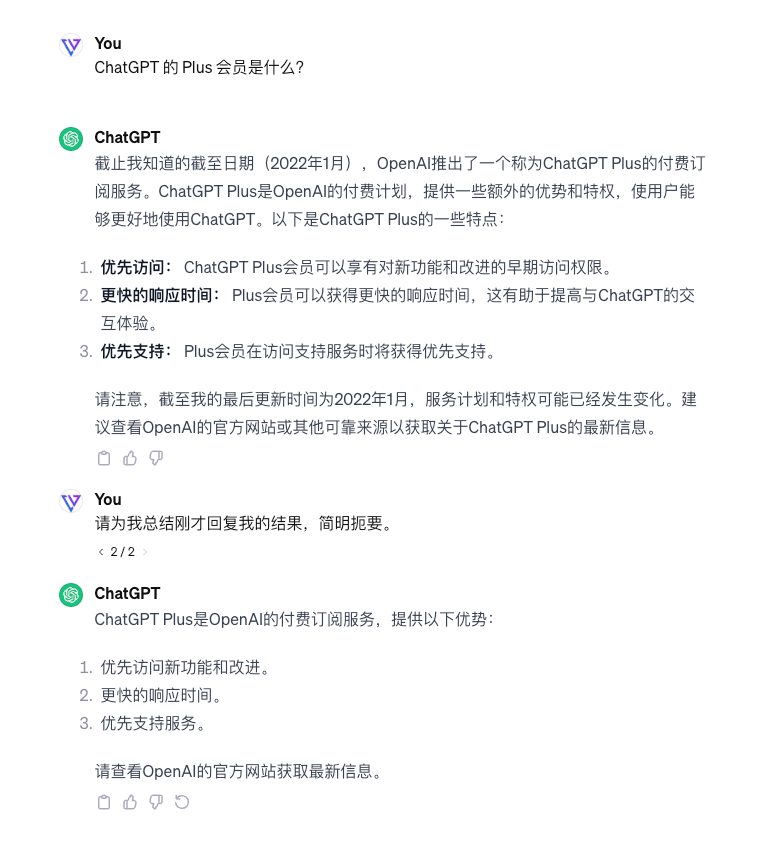 You
ChatGPT 的 Plus 会员是什么？
ChatGPT
截止我知道的截至日期（2022年1月），OpenAI推出了一个称为ChatGPT Plus的付费订
阅服务。ChatGPT Plus是OpenAI的付费计划，提供一些额外的优势和特权，使用户能
够更好地使用ChatGPT。以下是ChatGPT Plus的一些特点：
1. 优先访问： ChatGPT Plus会员可以享有对新功能和改进的早期访问权限。
2. 更快的响应时间： Plus会员可以获得更快的响应时间，这有助于提高与ChatGPT的交
互体验。
3. 优先支持： Plus会员在访问支持服务时将获得优先支持。
请注意，截至我的最后更新时间为2022年1月，服务计划和特权可能已经发生变化。建
议查看OpenAI的官方网站或其他可靠来源以获取关于ChatGPT Plus的最新信息。
You
请为我总结刚才回复我的结果，简明扼要。
2 / 2
ChatGPT
ChatGPT Plus是OpenAI的付费订阅服务，提供以下优势：
1. 优先访问新功能和改进。
2. 更快的响应时间。
3. 优先支持服务。
请查看OpenAI的官方网站获取最新信息。